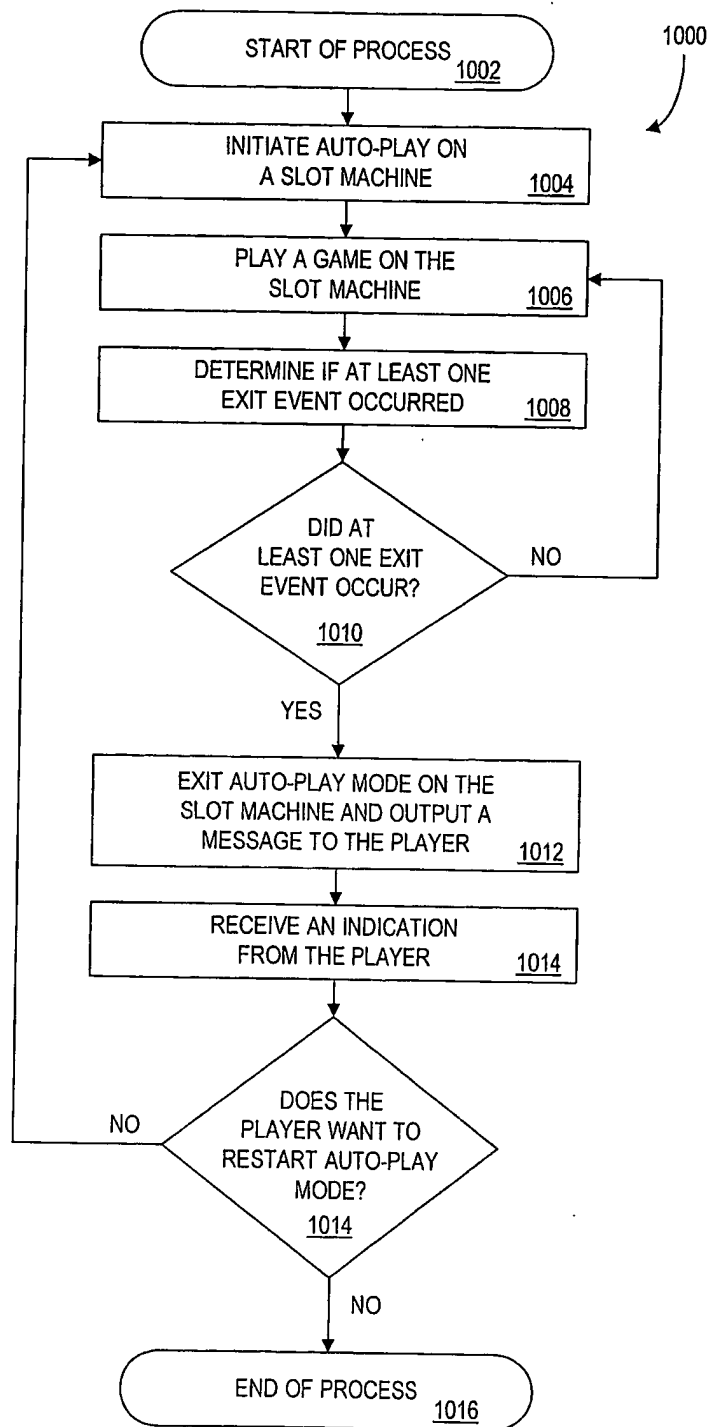 START OF PROCESS
1002
1000
INITIATE AUTO-PLAY ON
A SLOT MACHINE
1004
PLAY A GAME ON THE
SLOT MACHINE
1006
DETERMINE IF AT LEAST ONE
EXIT EVENT OCCURRED
1008
DID AT
LEAST ONE EXIT
EVENT OCCUR?
1010
NO
YES
EXIT AUTO-PLAY MODE ON THE
SLOT MACHINE AND OUTPUT A
MESSAGE TO THE PLAYER
1012
RECEIVE AN INDICATION
FROM THE PLAYER
1014
NO
DOES THE
PLAYER WANT TO
RESTART AUTO-PLAY
MODE?
1014
NO
END OF PROCESS
1016